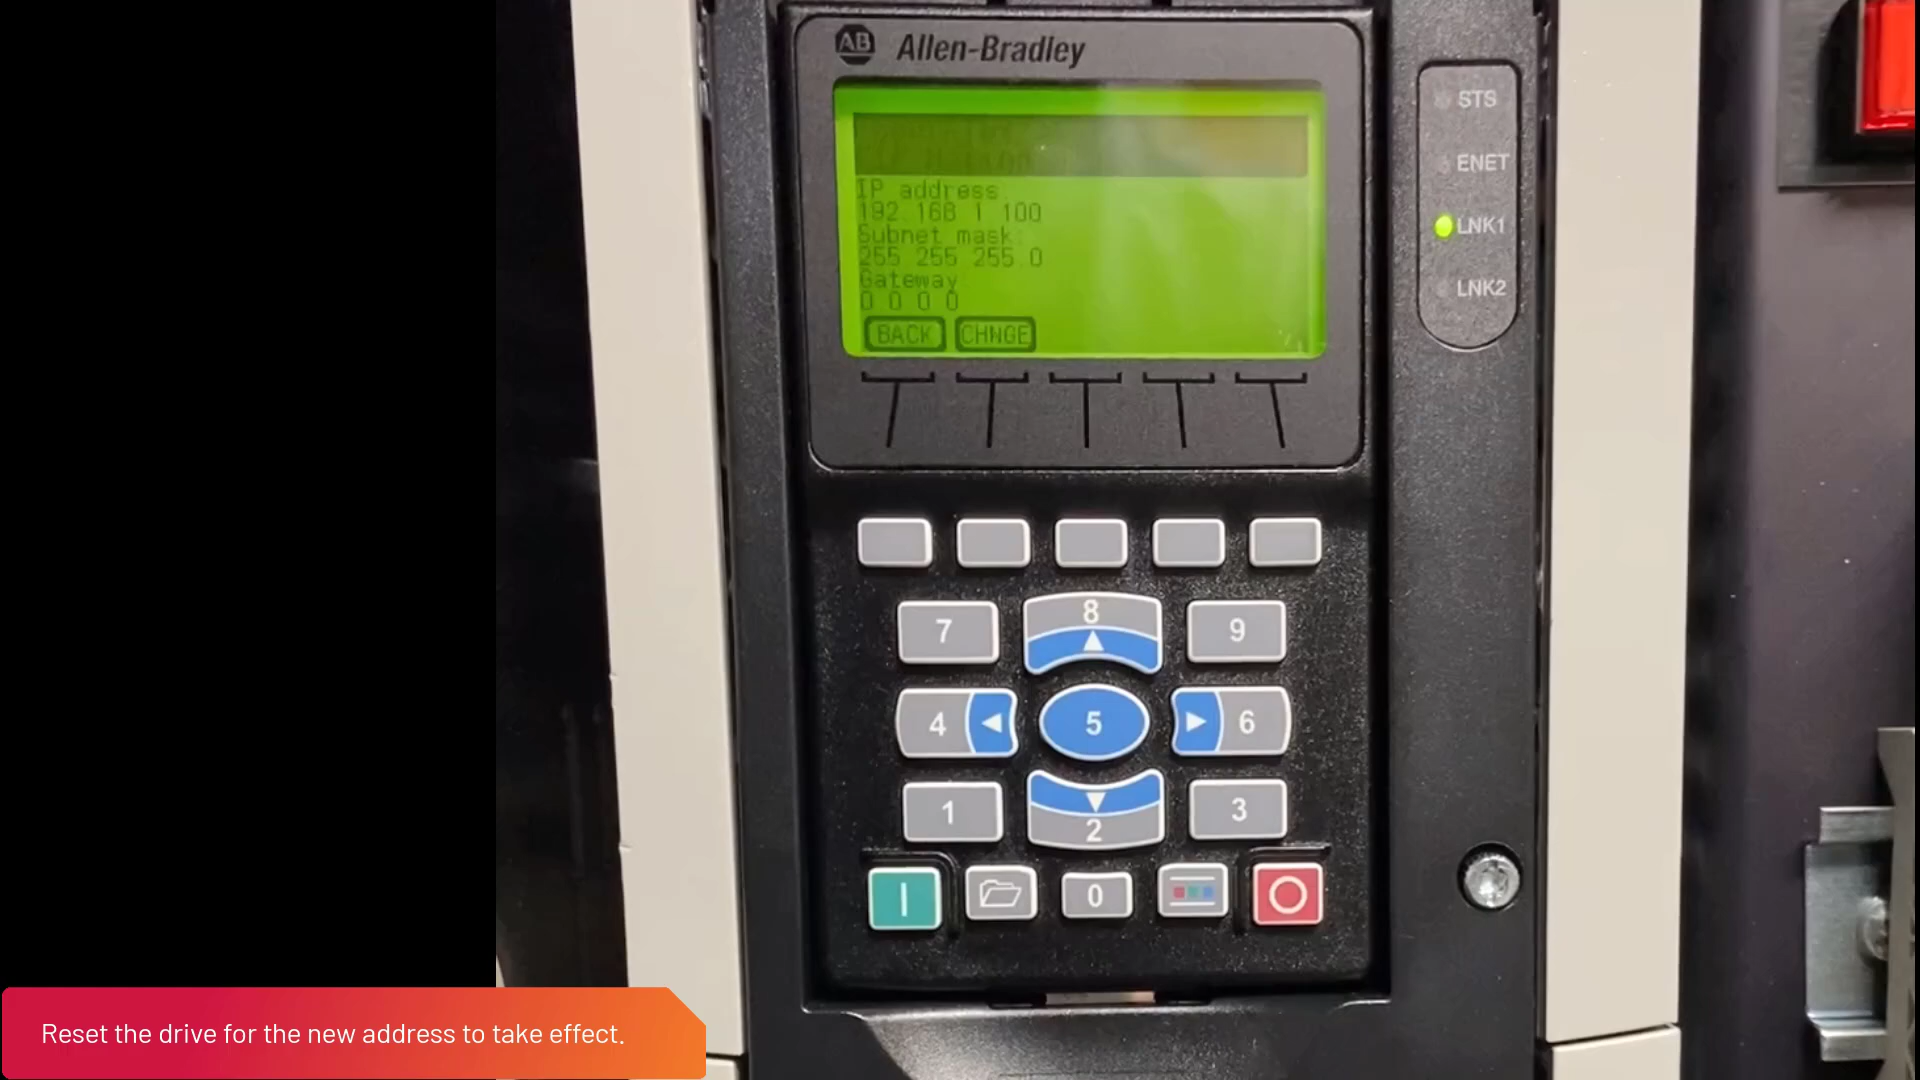 AB Allen-Bradley
IP address
192.168 1 100
Subnet mask:
255 255 255.0
Gateway
0 0 0 0
BACK CHNGE
STS
ENET
LNK1
LNK2
7 8 9
4 5 6
1 2 3
0
Reset the drive for the new address to take effect.